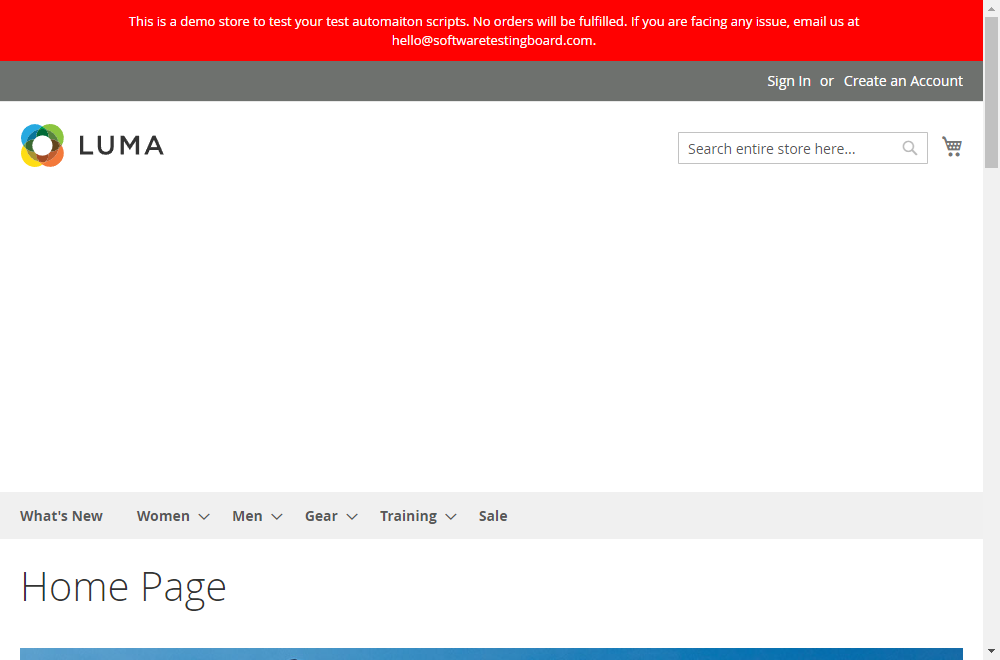 This is a demo store to test your test automaiton scripts. No orders will be fulfilled. If you are facing any issue, email us at
hello@softwaretestingboard.com.
Sign In or Create an Account
LUMA
Search entire store here...
What's New Women Men Gear Training Sale
Home Page